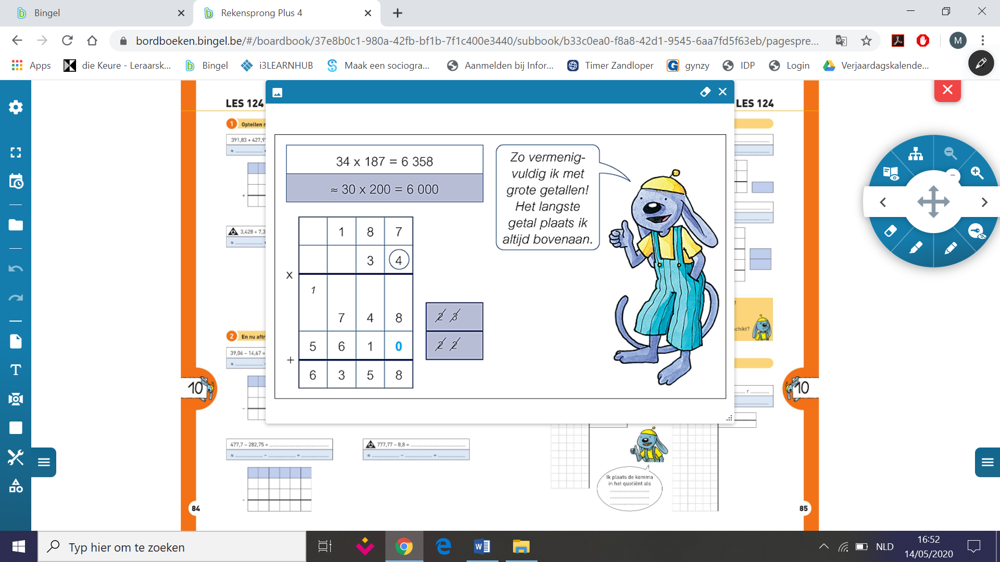 Bingel
Rekensprong Plus 4
bordboeken.bingel.be/#/boardbook/37e8b0c1-980a-42fb-bf1b-7f1c400e3440/subbook/b33c0ea0-f8a8-42d1-9545-6aa7fd5f63eb/pagespre...
M
Apps
die Keure - Leraarsk...
Bingel
i3LEARNHUB
Maak een sociogra...
Aanmelden bij Infor...
Timer Zandloper
gynzy
IDP
Login
Verjaardagskalende...
LES 124
LES 124
1 Optellen
391,83 + 427,9
≈
+
3,428 + 7,3
≈
2 En nu aftr
39,06 – 14,67 =
≈
–
34 x 187 = 6 358
≈ 30 x 200 = 6 000
1 8 7
3 4
x
1
7 4 8
5 6 1 0
+
6 3 5 8
2 3
2 2
Zo vermenig-
vuldig ik met
grote getallen!
Het langste
getal plaats ik
altijd bovenaan.
?
chikt?
r
10
10
477,7 – 282,75 =
≈ – =
–
777,77 – 8,8 =
≈ – =
Ik plaats de komma
in het quotiënt als
84
85
Typ hier om te zoeken
NLD
16:52
14/05/2020